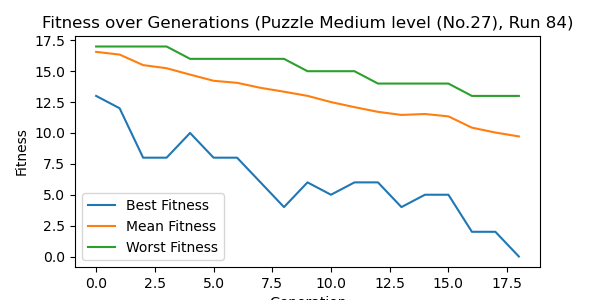 Fitness over Generations (Puzzle Medium level (No.27), Run 84)
17.5
15.0
12.5
10.0
7.5
5.0
2.5
0.0
Fitness
Best Fitness
Mean Fitness
Worst Fitness
0.0 2.5 5.0 7.5 10.0 12.5 15.0 17.5
Generation